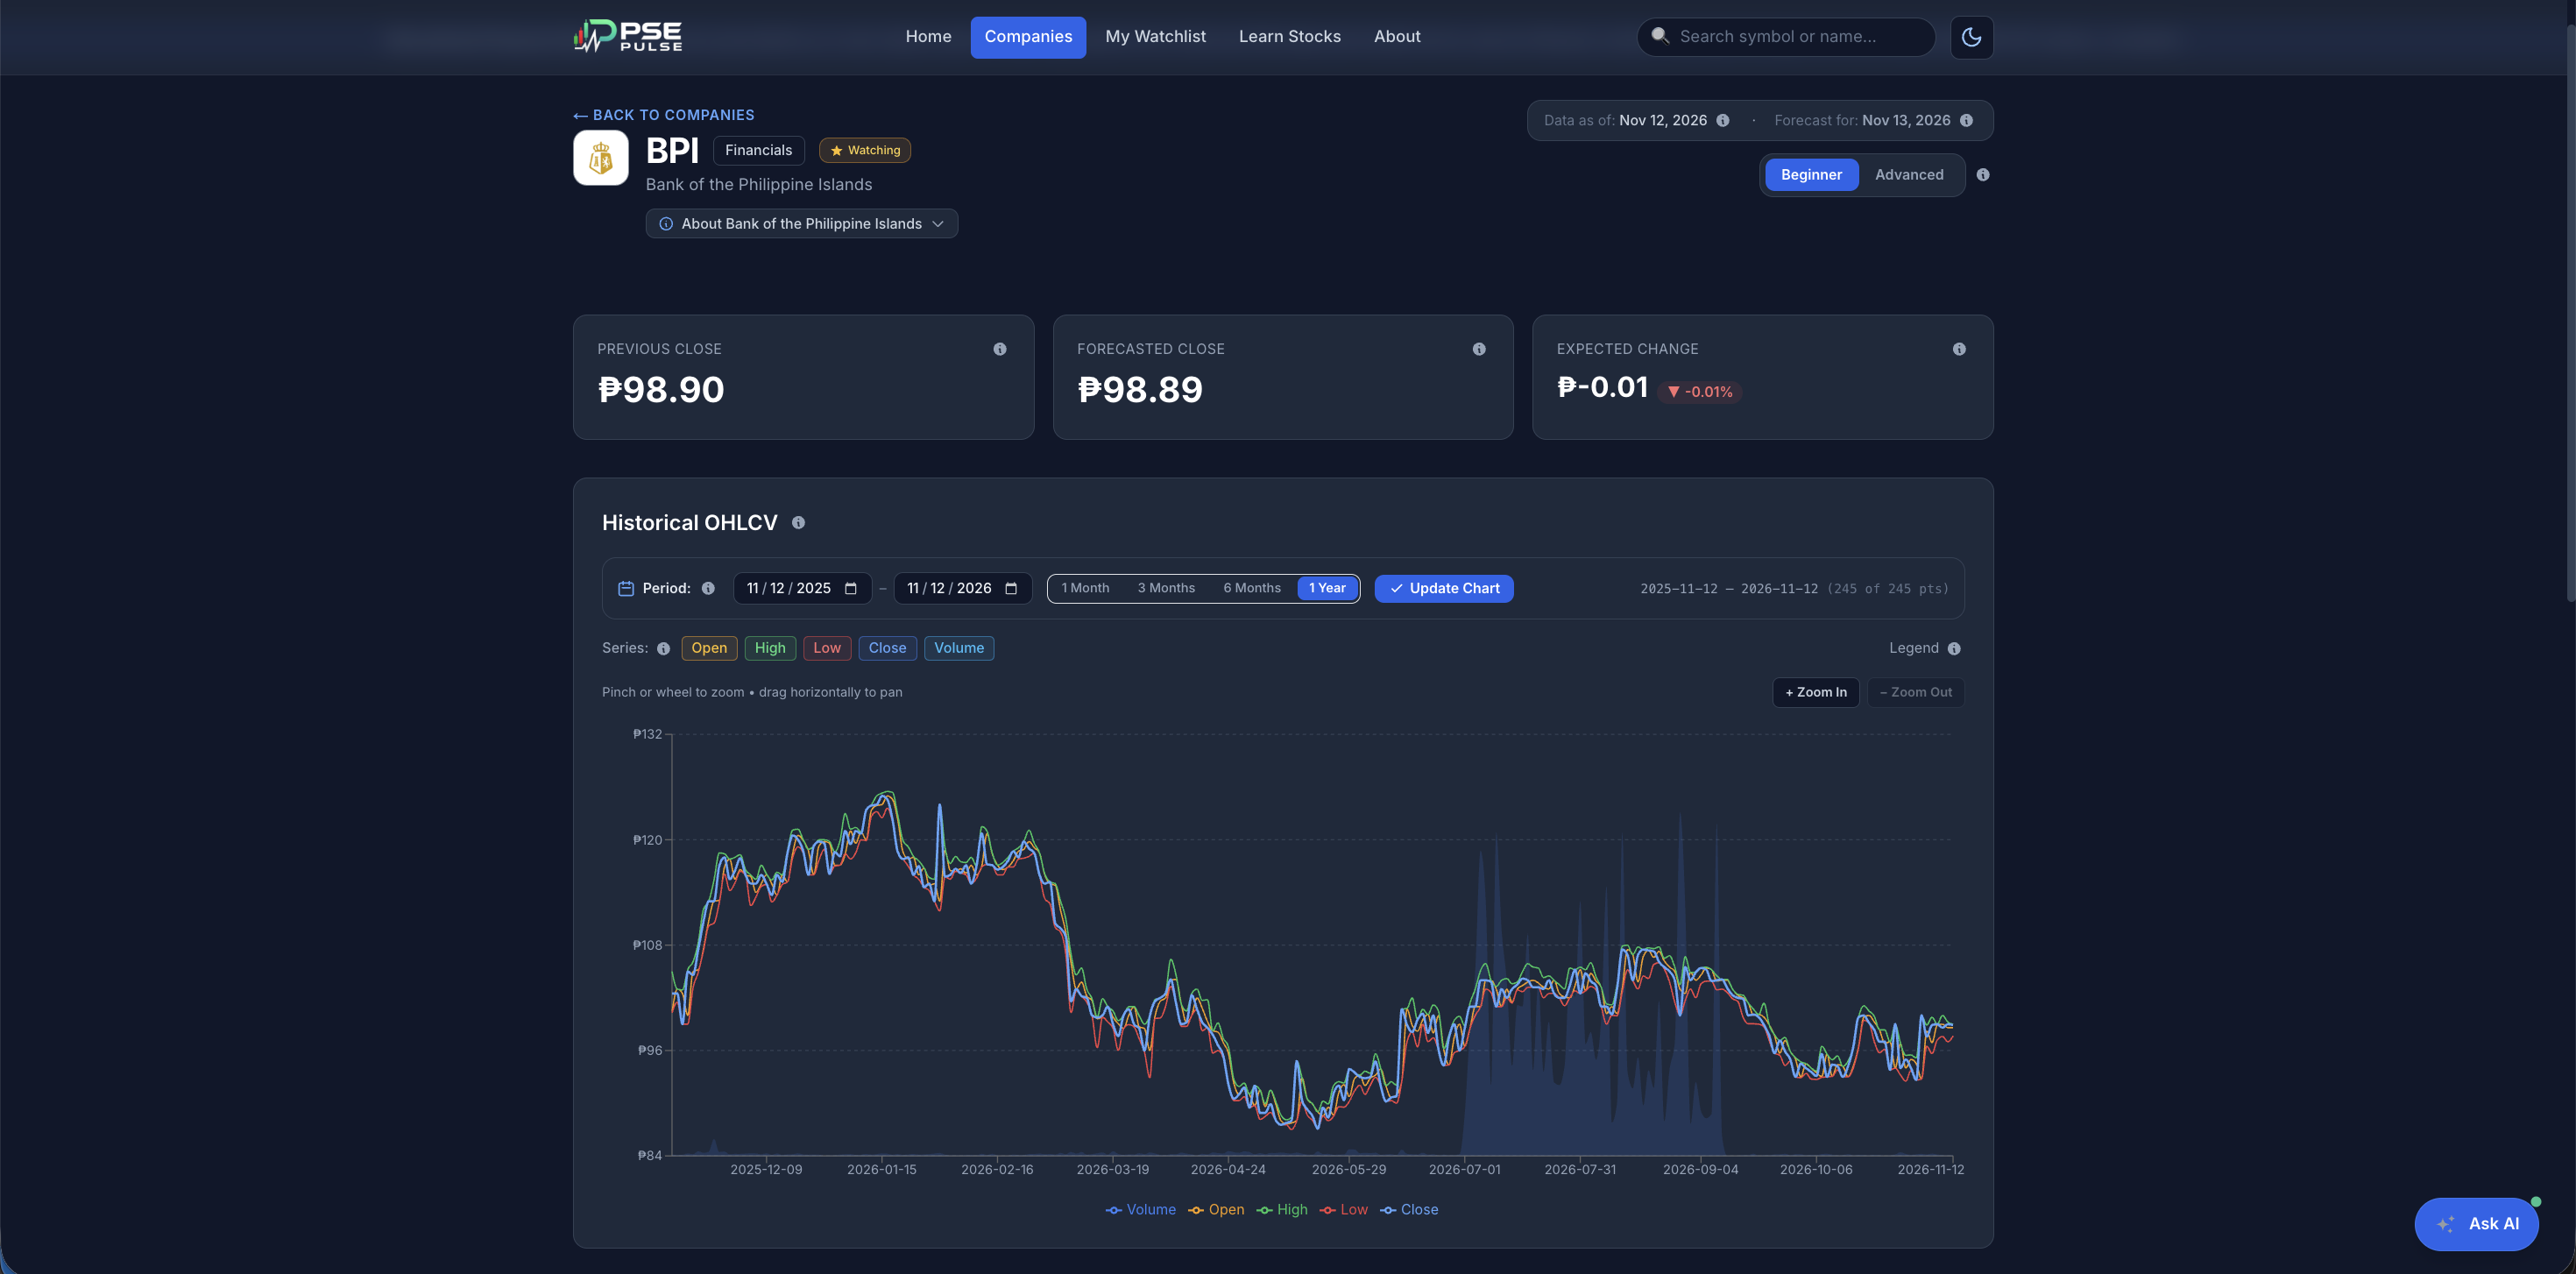 PSE
PULSE
Home
Companies
My Watchlist
Learn Stocks
About
Search symbol or name...
← BACK TO COMPANIES
Data as of: Nov 12, 2026 · Forecast for: Nov 13, 2026
BPI
Financials
Watching
Bank of the Philippine Islands
Beginner
Advanced
About Bank of the Philippine Islands
PREVIOUS CLOSE
₱98.90
FORECASTED CLOSE
₱98.89
EXPECTED CHANGE
₱-0.01 ▼ -0.01%
Historical OHLCV
Period: 11/12/2025 – 11/12/2026
1 Month
3 Months
6 Months
1 Year
✓ Update Chart
2025-11-12 — 2026-11-12 (245 of 245 pts)
Series: Open High Low Close Volume
Legend
Pinch or wheel to zoom • drag horizontally to pan
+ Zoom In
− Zoom Out
₱132
₱120
₱108
₱96
₱84
2025-12-09 2026-01-15 2026-02-16 2026-03-19 2026-04-24 2026-05-29 2026-07-01 2026-07-31 2026-09-04 2026-10-06 2026-11-12
Volume Open High Low Close
Ask AI